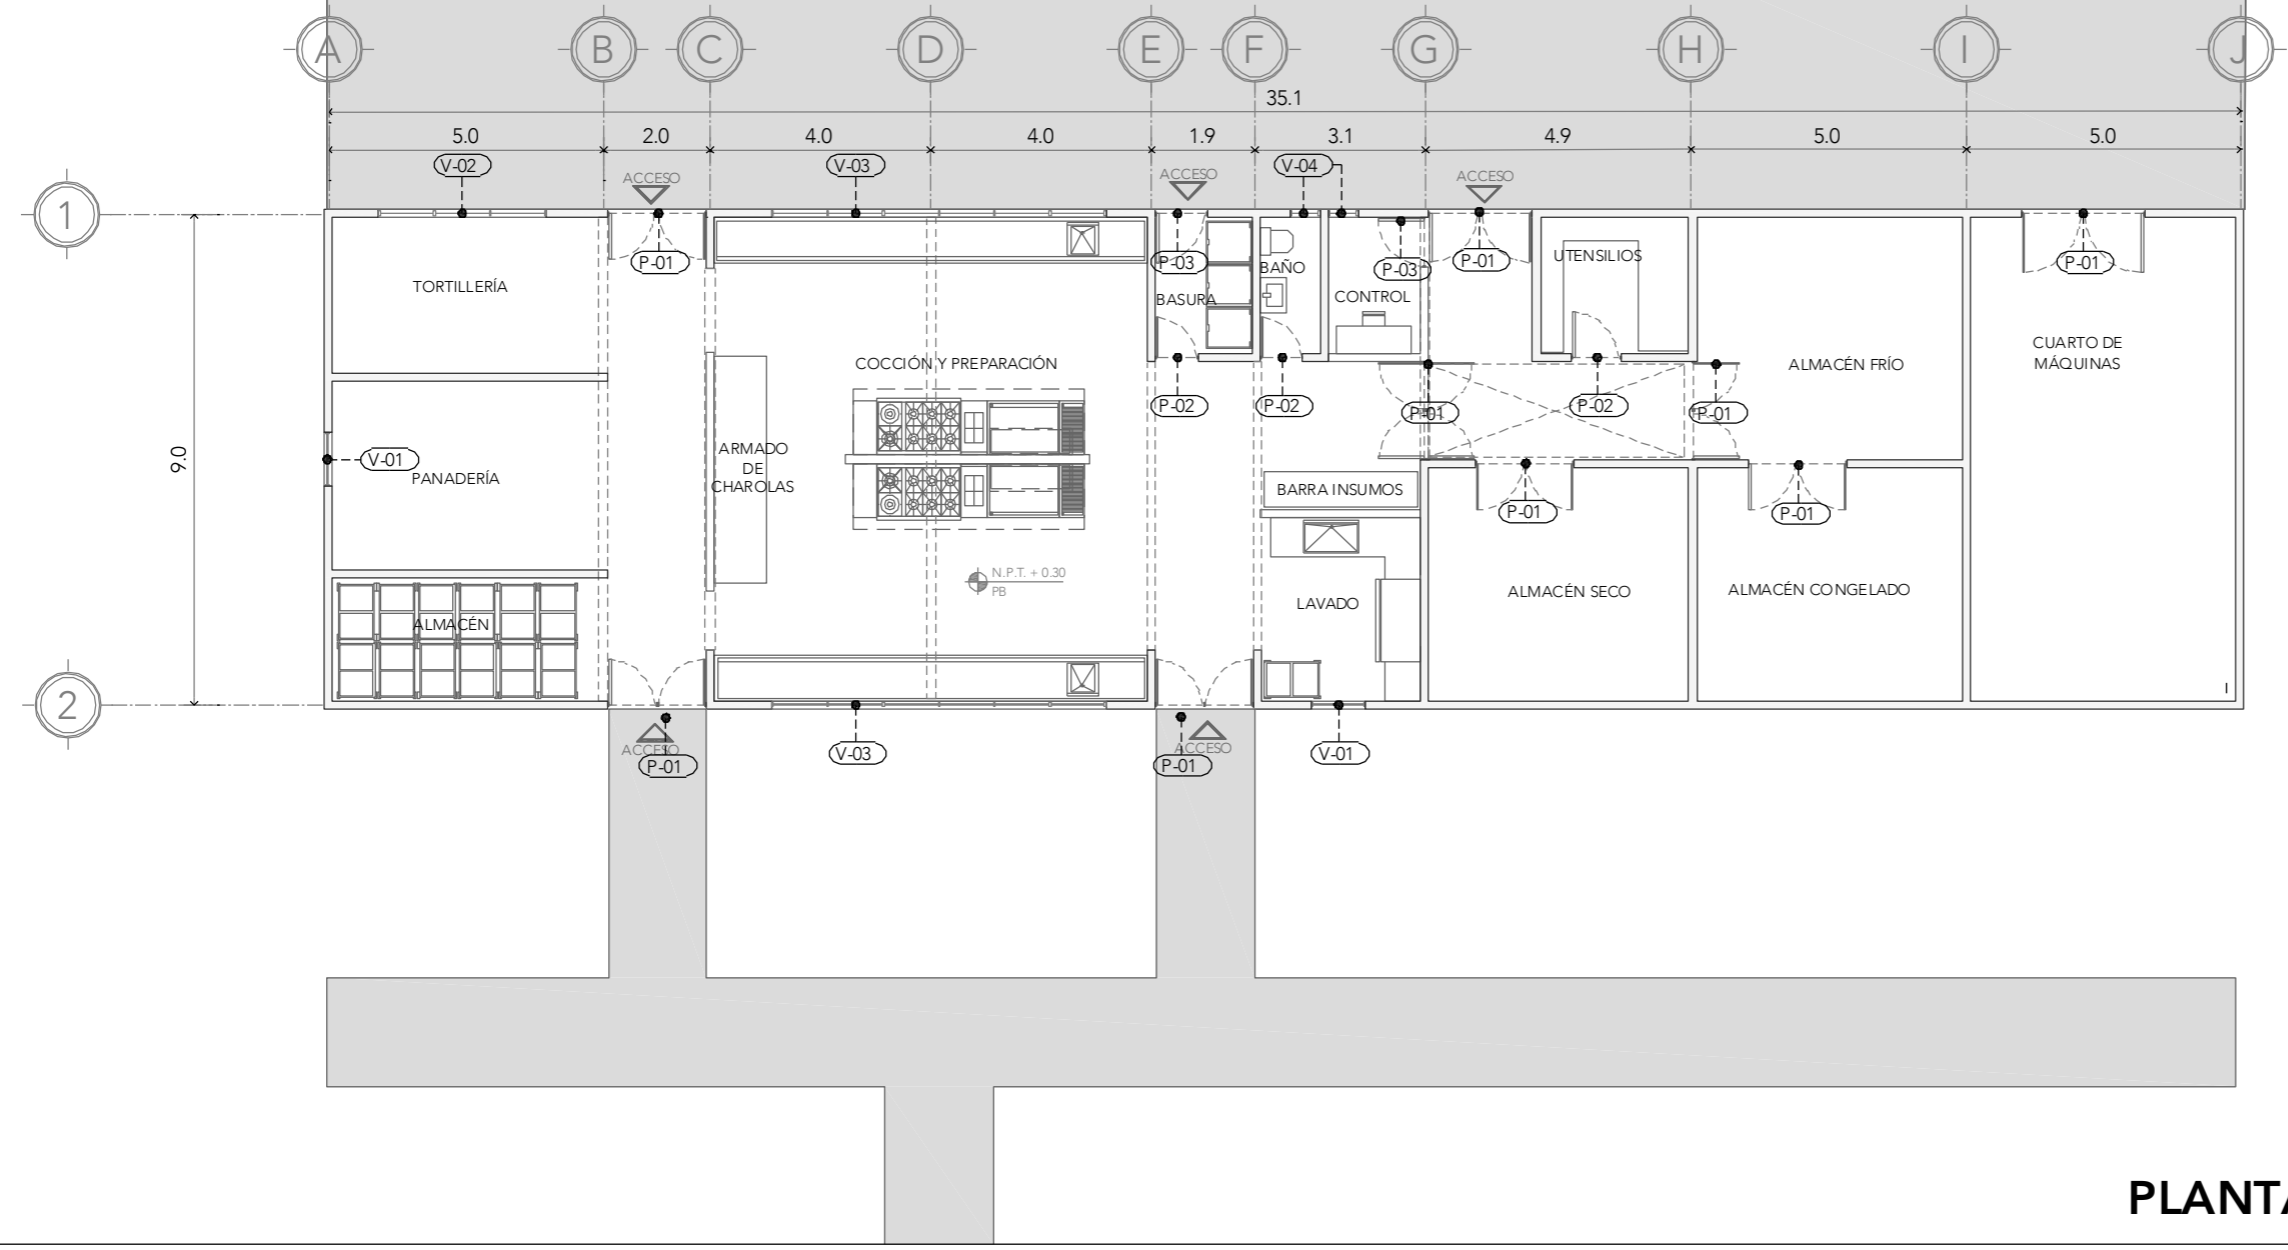 A B C D E F G H I J
35.1
5.0 2.0 4.0 4.0 1.9 3.1 4.9 5.0 5.0
V-02 V-03 V-04
ACCESO ACCESO ACCESO
1
P-01 P-03 P-03 P-01 P-01
UTENSILIOS
BAÑO
TORTILLERÍA
BASURA
CONTROL
CUARTO DE
MÁQUINAS
COCCIÓN Y PREPARACIÓN
ALMACÉN FRÍO
P-02 P-02 P-01 P-02 P-01
9.0
V-01
PANADERÍA
ARMADO
DE
CHAROLAS
BARRA INSUMOS
P-01 P-01
N.P.T. + 0.30
PB
ALMACÉN
LAVADO
ALMACÉN SECO
ALMACÉN CONGELADO
2
ACCESO ACCESO
P-01 V-03 P-01 V-01
PLANTA